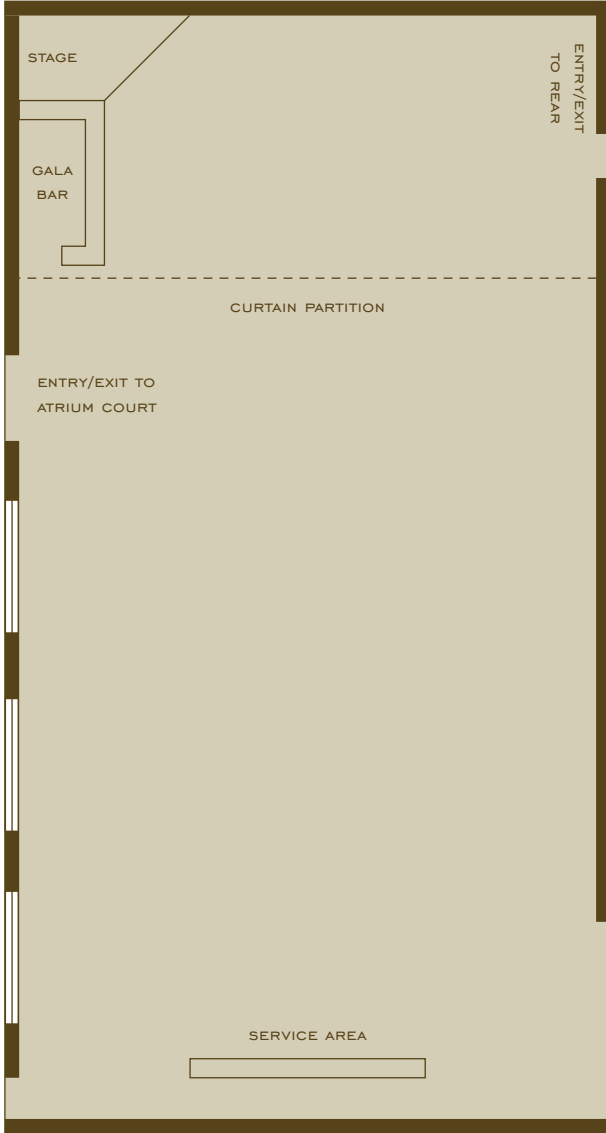 STAGE
ENTRY/EXIT
TO REAR
GALA
BAR
CURTAIN PARTITION
ENTRY/EXIT TO
ATRIUM COURT
SERVICE AREA